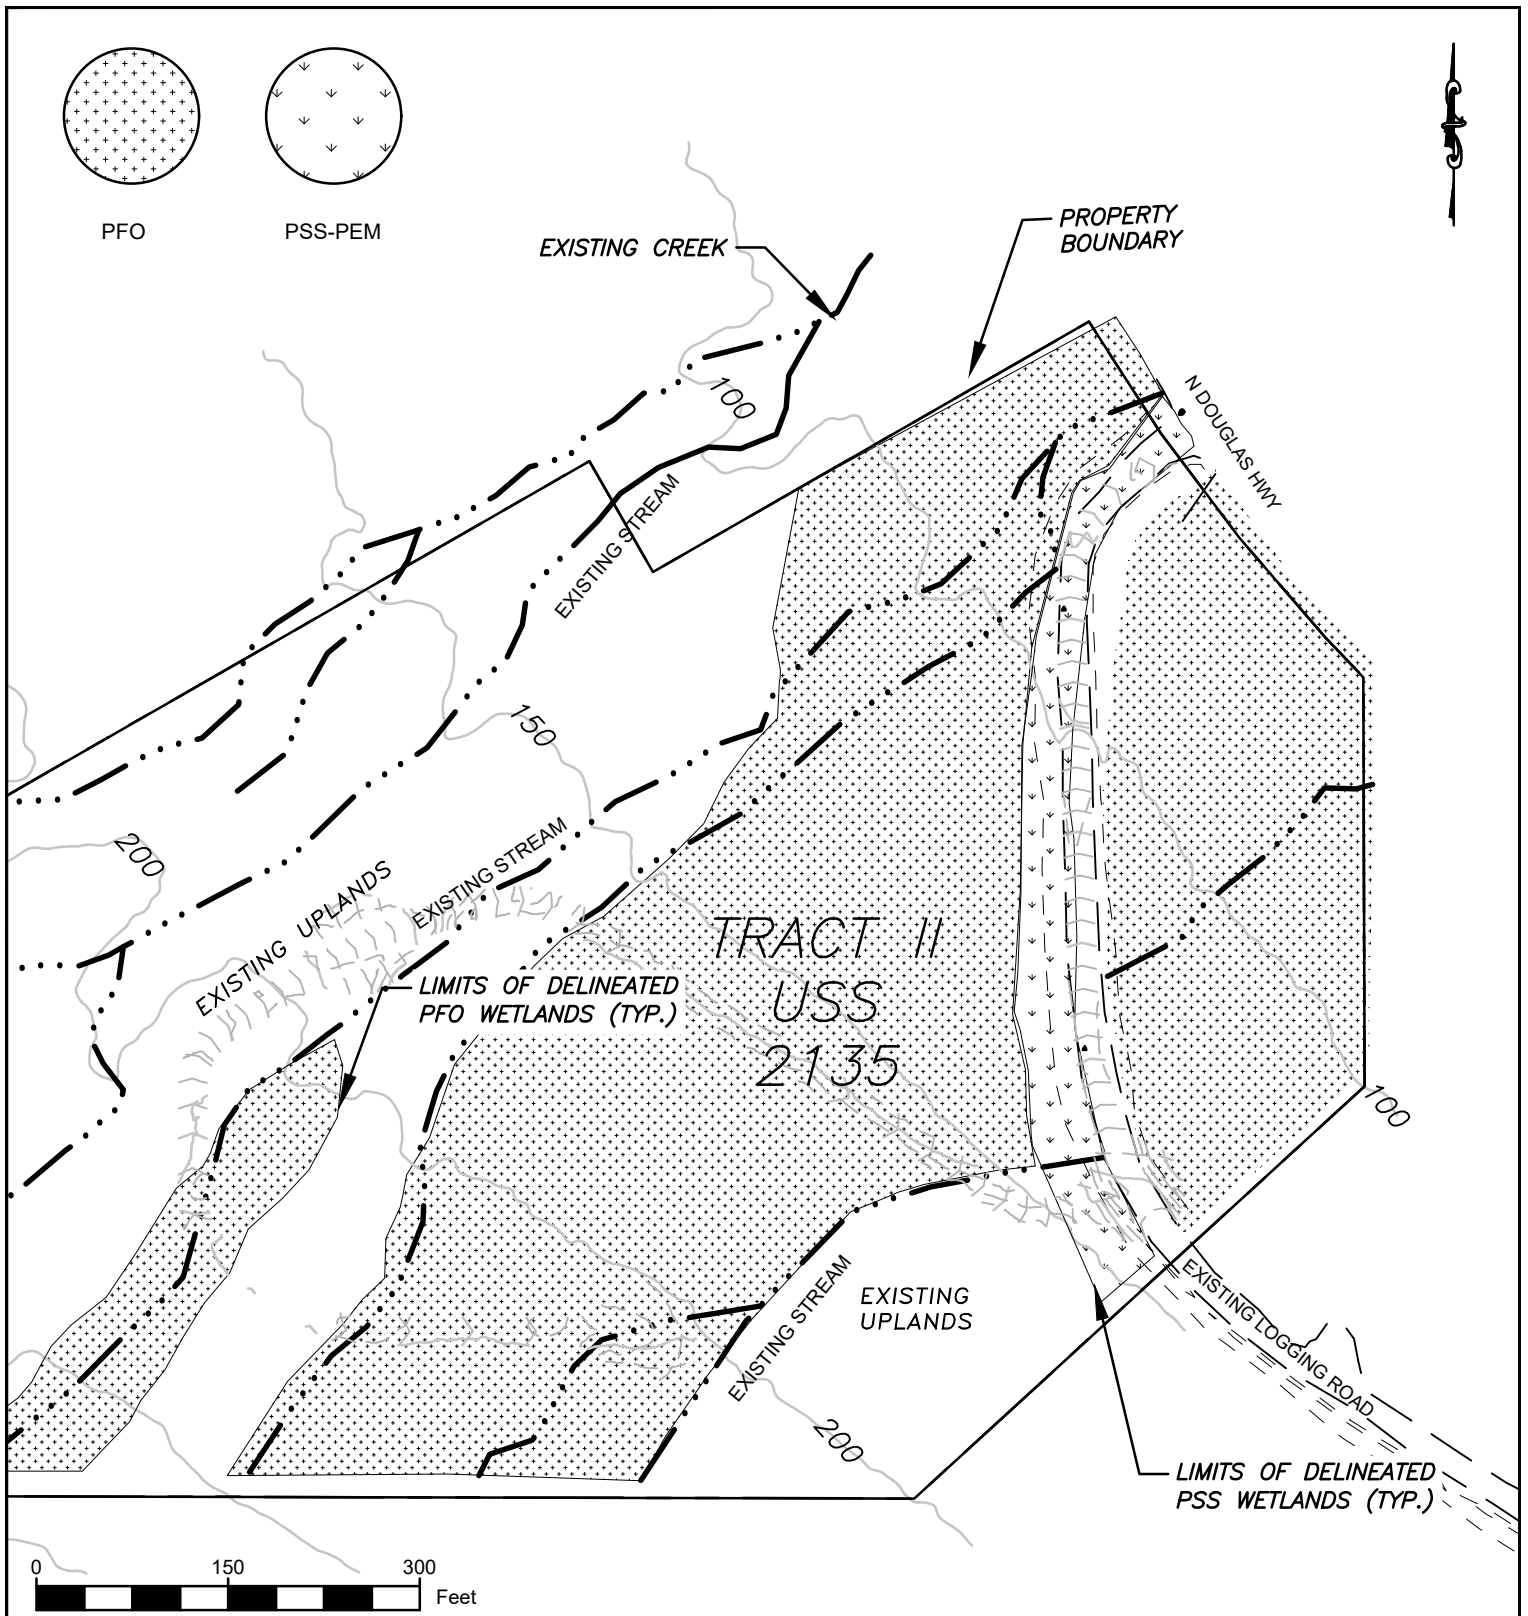 PFO
PSS-PEM
EXISTING CREEK
PROPERTY
BOUNDARY
100
N DOUGLAS HWY
EXISTING STREAM
150
200
EXISTING UPLANDS
EXISTING STREAM
LIMITS OF DELINEATED
PFO WETLANDS (TYP.)
TRACT II
USS
2135
100
EXISTING STREAM
EXISTING
UPLANDS
EXISTING LOGGING ROAD
200
LIMITS OF DELINEATED
PSS WETLANDS (TYP.)
0 150 300
Feet